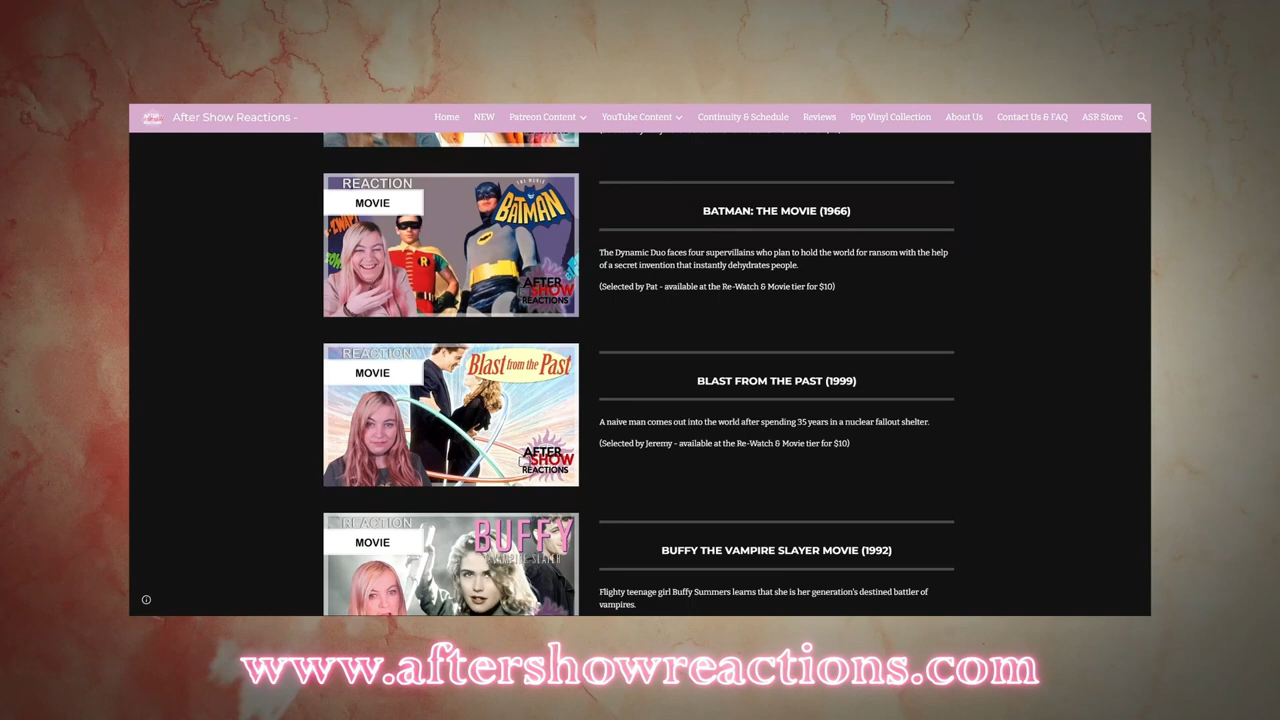 After Show Reactions -
Home NEW Patreon Content YouTube Content Continuity & Schedule Reviews Pop Vinyl Collection About Us Contact Us & FAQ ASR Store
REACTION
MOVIE
THE MOVIE
BATMAN
R
AFTER
SHOW
REACTIONS
BATMAN: THE MOVIE (1966)
The Dynamic Duo faces four supervillains who plan to hold the world for ransom with the help
of a secret invention that instantly dehydrates people.
(Selected by Pat - available at the Re-Watch & Movie tier for $10)
REACTION
MOVIE
Blast from the Past
AFTER
SHOW
REACTIONS
BLAST FROM THE PAST (1999)
A naive man comes out into the world after spending 35 years in a nuclear fallout shelter.
(Selected by Jeremy - available at the Re-Watch & Movie tier for $10)
REACTION
MOVIE
BUFFY
VAMPIRE SLAYER
BUFFY THE VAMPIRE SLAYER MOVIE (1992)
Flighty teenage girl Buffy Summers learns that she is her generation's destined battler of
vampires.
www.aftershowreactions.com